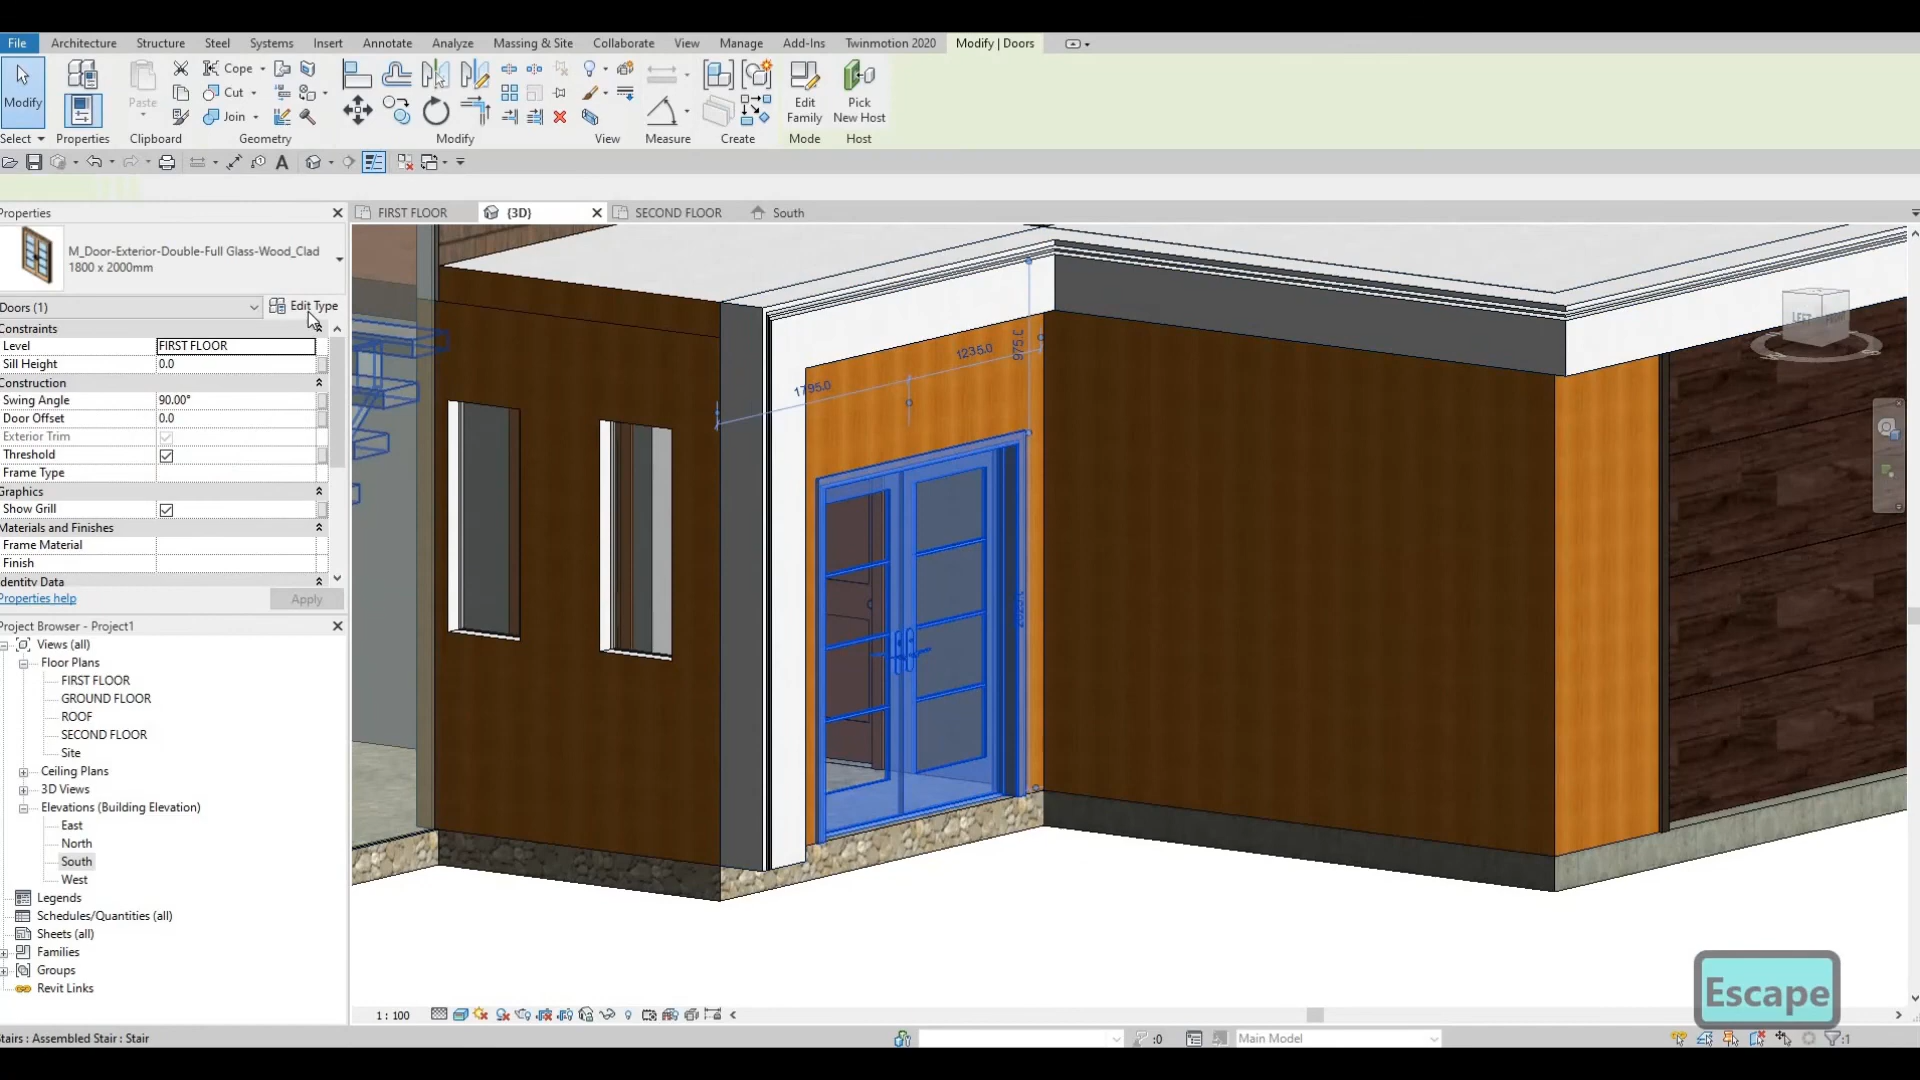 File Architecture Structure Steel Systems Insert Annotate Analyze Massing & Site Collaborate View Manage Add-Ins Twinmotion 2020 Modify | Doors
Modify
Select
Properties
Paste
Clipboard
Cope
Cut
Join
Geometry
Modify
View
Measure
Create
Edit
Family
Mode
Pick
New Host
Host
A
Properties
FIRST FLOOR {3D} SECOND FLOOR South
M_Door-Exterior-Double-Full Glass-Wood_Clad
1800 x 2000mm
Doors (1) Edit Type
Constraints
Level FIRST FLOOR
Sill Height 0.0
Construction
Swing Angle 90.00°
Door Offset 0.0
Exterior Trim
Threshold
Frame Type
Graphics
Show Grill
Materials and Finishes
Frame Material
Finish
Identity Data
Properties help Apply
Project Browser - Project1
Views (all)
Floor Plans
FIRST FLOOR
GROUND FLOOR
ROOF
SECOND FLOOR
Site
Ceiling Plans
3D Views
Elevations (Building Elevation)
East
North
South
West
Legends
Schedules/Quantities (all)
Sheets (all)
Families
Groups
Revit Links
1795.0
1235.0
975.0
LEFT
Escape
1 : 100
Stairs : Assembled Stair : Stair
:0
Main Model
:1